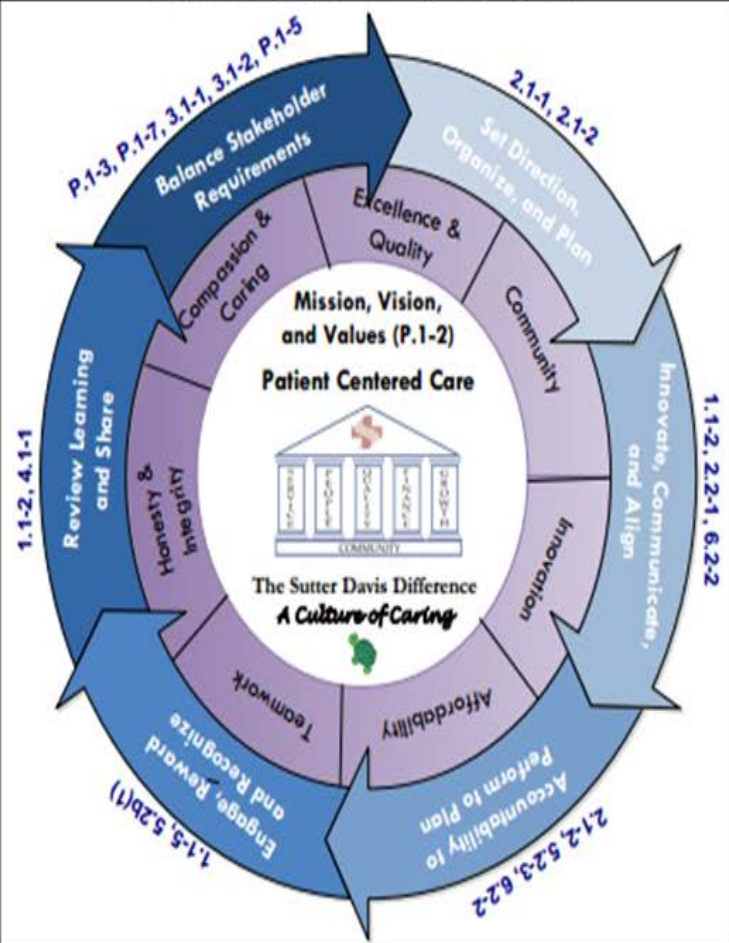 P.1-3, P.1-7, 3.1-1, 3.1-2, P.1-5
Balance Stakeholder
Requirements
2.1-1, 2.1-2
Set Direction,
Organize, and Plan
1.1-2, 2.2-1, 6.2-2
Innovate, Communicate,
and Align
2.1-2, 5.2-3, 6.2-2
Accountability to
Perform to Plan
1.1-5, 5.2b(1)
Engage, Reward
and Recognize
1.1-2, 4.1-1
Review Learning
and Share
Compassion &
Caring
Excellence &
Quality
Community
Innovation
Affordability
Teamwork
Honesty &
Integrity
Mission, Vision,
and Values (P.1-2)
Patient Centered Care
SERVICE
PEOPLE
QUALITY
FINANCE
GROWTH
COMMUNITY
The Sutter Davis Difference
A Culture of Caring